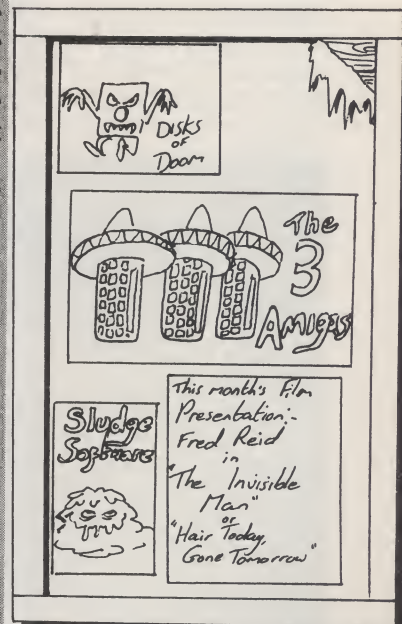 DISKS
OF
DOOM
The
3
AMIGAS
Sludge
Software
This month's Film
Presentation:-
Fred Reid
in
"The Invisible
Man"
or
"Hair Today,
Gone Tomorrow"